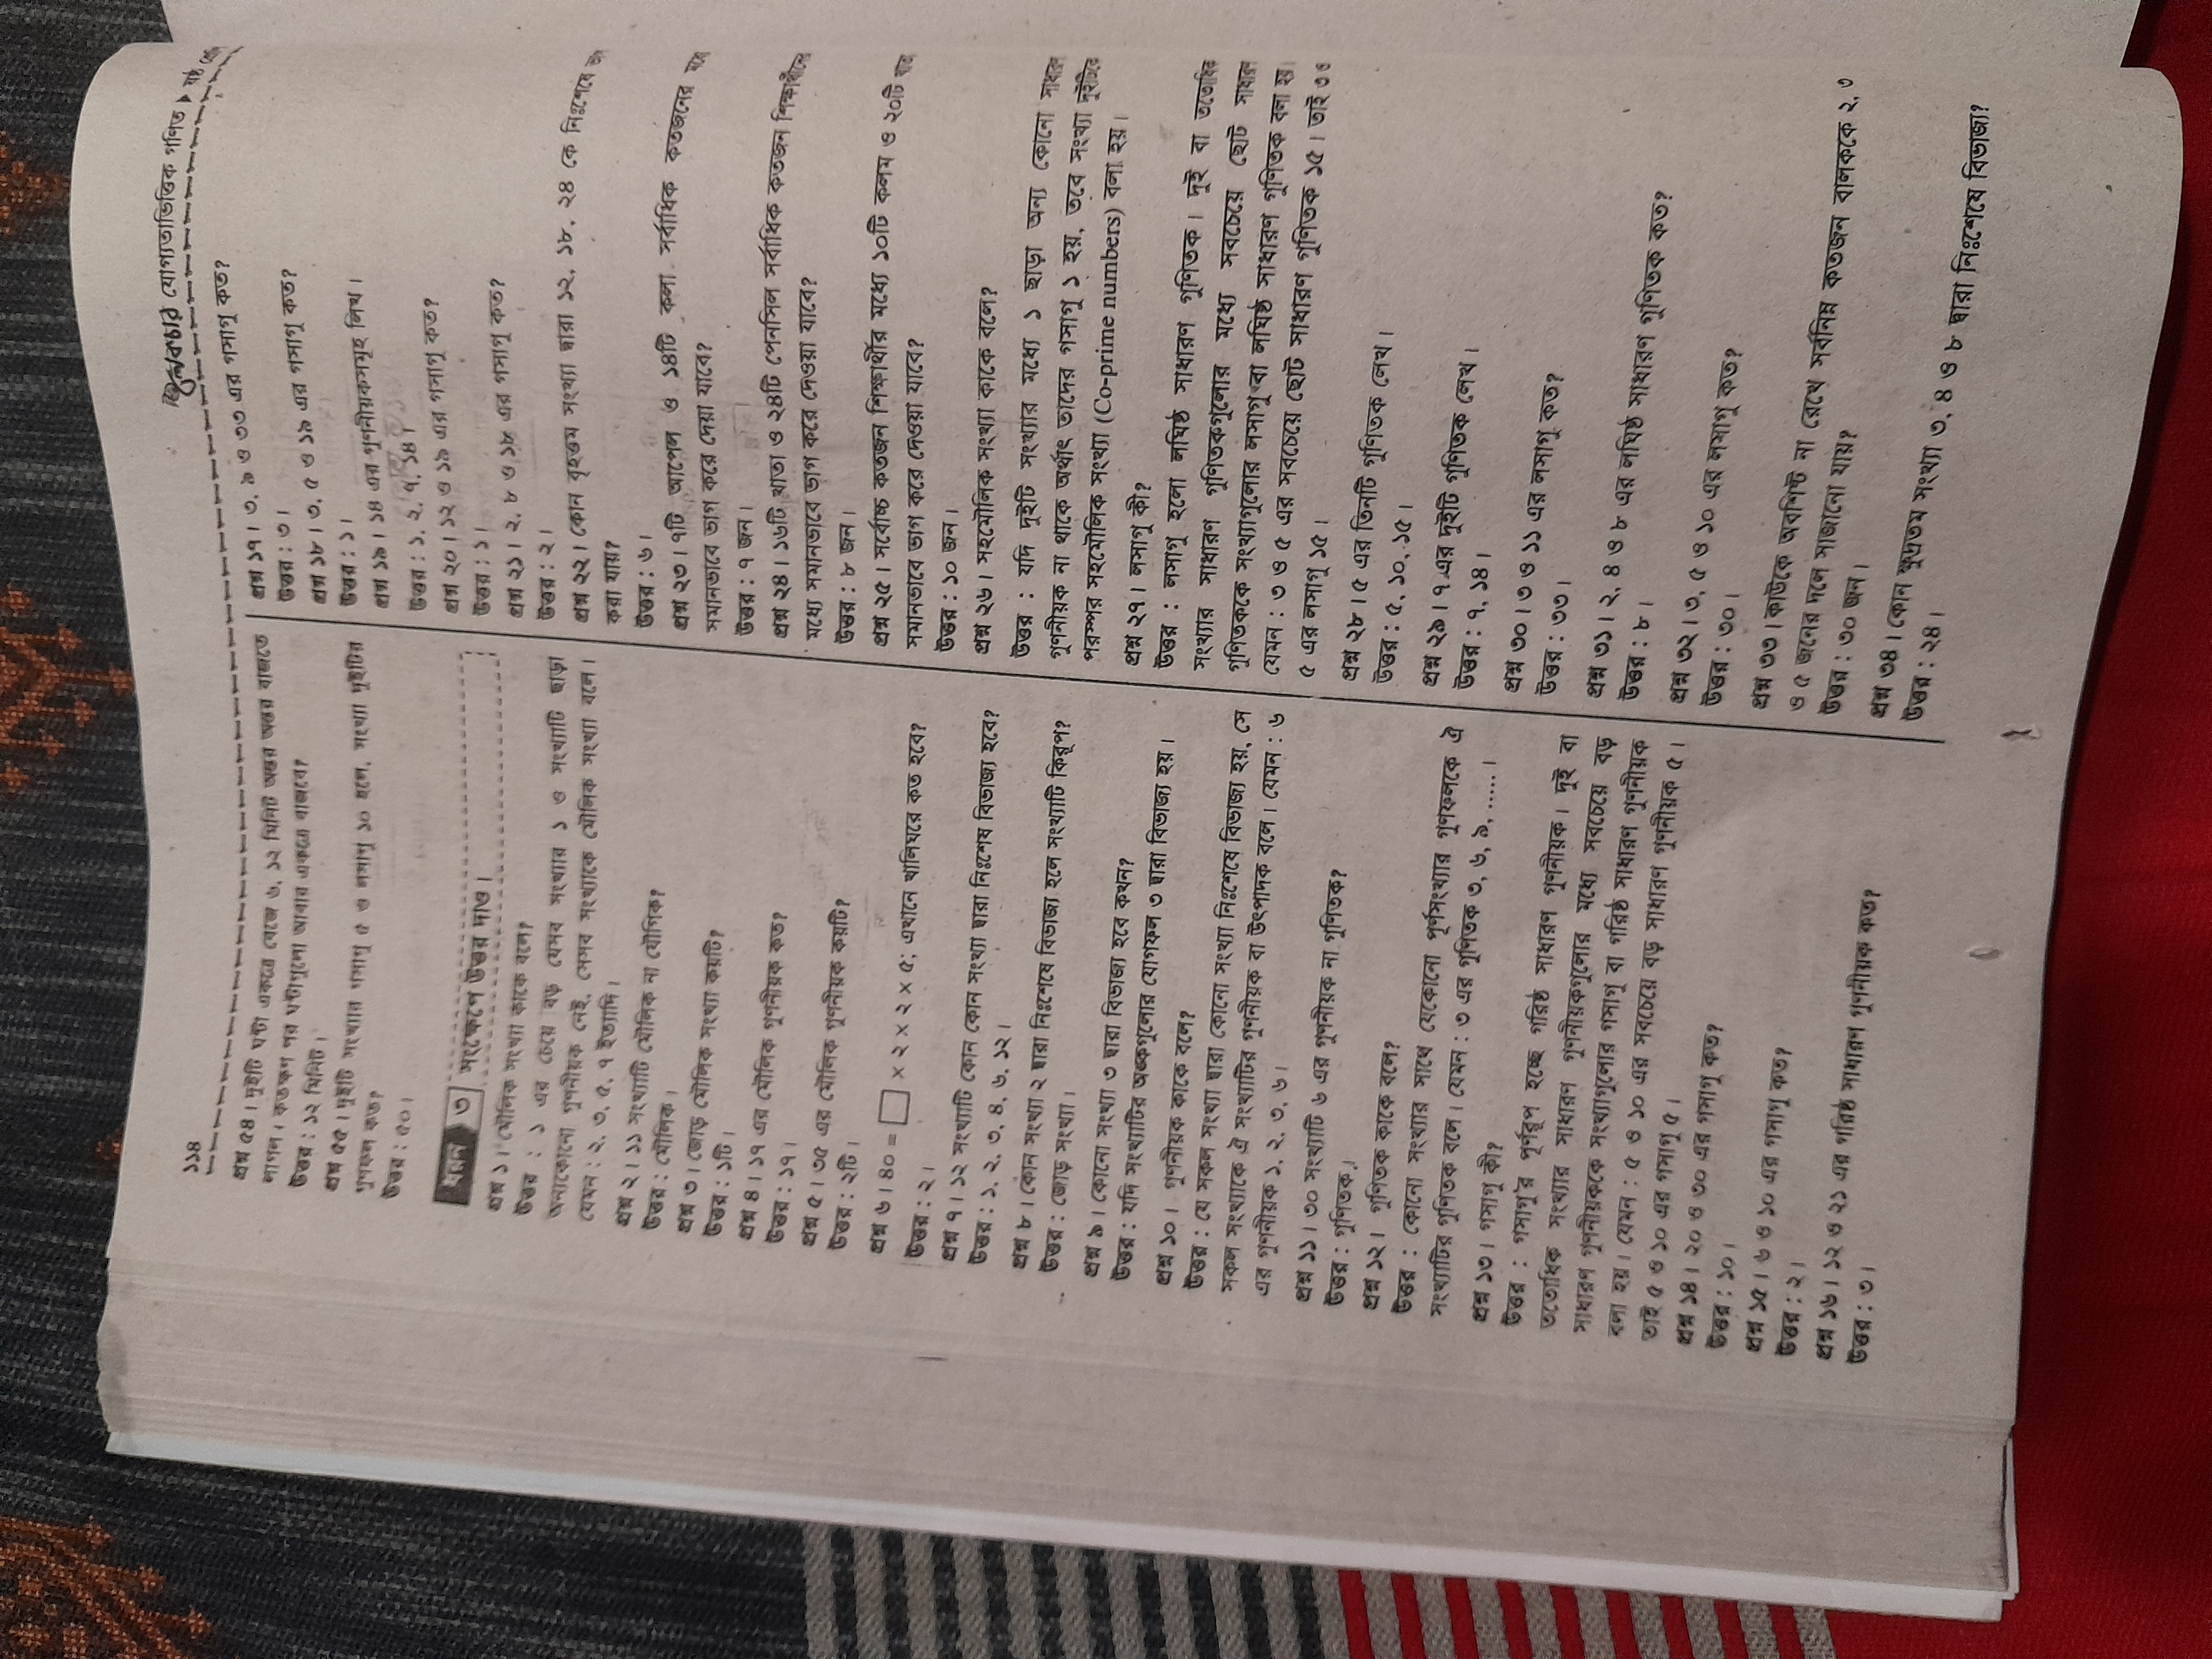 ১১৪
যোগ্যতাভিত্তিক গণিত ▶ ষষ্ঠ শ্রেণি
প্রশ্ন ৫৪। দুইটি ঘণ্টা একত্রে বেজে ৬, ১২ মিনিট অন্তর অন্তর বাজতে
লাগল। কতক্ষণ পর ঘণ্টাগুলো আবার একত্রে বাজবে?
উত্তর : ১২ মিনিট।
প্রশ্ন ৫৫। দুইটি সংখ্যার গসাগু ৫ ও লসাগু ১০ হলে, সংখ্যা দুইটির
গুণফল কত?
উত্তর : ৫০।
ধরন ৩ সংক্ষেপে উত্তর দাও।
প্রশ্ন ১। মৌলিক সংখ্যা কাকে বলে?
উত্তর : ১ এর চেয়ে বড় যেসব সংখ্যার ১ ও সংখ্যাটি ছাড়া
অন্যকোনো গুণনীয়ক নেই, সেসব সংখ্যাকে মৌলিক সংখ্যা বলে।
যেমন : ২, ৩, ৫, ৭ ইত্যাদি।
প্রশ্ন ২। ১১ সংখ্যাটি মৌলিক না যৌগিক?
উত্তর : মৌলিক।
প্রশ্ন ৩। জোড় মৌলিক সংখ্যা কয়টি?
উত্তর : ১টি।
প্রশ্ন ৪। ১৭ এর মৌলিক গুণনীয়ক কত?
উত্তর : ১৭।
প্রশ্ন ৫। ৩৫ এর মৌলিক গুণনীয়ক কয়টি?
উত্তর : ২টি।
প্রশ্ন ৬। ৪০ = □ × ২ × ২ × ৫; এখানে খালিঘরে কত হবে?
উত্তর : ২।
প্রশ্ন ৭। ১২ সংখ্যাটি কোন কোন সংখ্যা দ্বারা নিঃশেষ বিভাজ্য হবে?
উত্তর : ১, ২, ৩, ৪, ৬, ১২।
প্রশ্ন ৮। কোন সংখ্যা ২ দ্বারা নিঃশেষে বিভাজ্য হলে সংখ্যাটি কিরূপ?
উত্তর : জোড় সংখ্যা।
প্রশ্ন ৯। কোনো সংখ্যা ৩ দ্বারা বিভাজ্য হবে কখন?
উত্তর : যদি সংখ্যাটির অঙ্কগুলোর যোগফল ৩ দ্বারা বিভাজ্য হয়।
প্রশ্ন ১০। গুণনীয়ক কাকে বলে?
উত্তর : যে সকল সংখ্যা দ্বারা কোনো সংখ্যা নিঃশেষে বিভাজ্য হয়, সে
সকল সংখ্যাকে ঐ সংখ্যাটির গুণনীয়ক বা উৎপাদক বলে। যেমন : ৬
এর গুণনীয়ক ১, ২, ৩, ৬।
প্রশ্ন ১১। ৩০ সংখ্যাটি ৬ এর গুণনীয়ক না গুণিতক?
উত্তর : গুণিতক।
প্রশ্ন ১২। গুণিতক কাকে বলে?
উত্তর : কোনো সংখ্যার সাথে যেকোনো পূর্ণসংখ্যার গুণফলকে ঐ
সংখ্যাটির গুণিতক বলে। যেমন : ৩ এর গুণিতক ৩, ৬, ৯, .....।
প্রশ্ন ১৩। গসাগু কী?
উত্তর : গসাগু'র পূর্ণরূপ হচ্ছে গরিষ্ঠ সাধারণ গুণনীয়ক। দুই বা
ততোধিক সংখ্যার সাধারণ গুণনীয়কগুলোর মধ্যে সবচেয়ে বড়
সাধারণ গুণনীয়ককে সংখ্যাগুলোর গসাগু বা গরিষ্ঠ সাধারণ গুণনীয়ক
বলা হয়। যেমন : ৫ ও ১০ এর সবচেয়ে বড় সাধারণ গুণনীয়ক ৫।
তাই ৫ ও ১০ এর গসাগু ৫।
প্রশ্ন ১৪। ২০ ও ৩০ এর গসাগু কত?
উত্তর : ১০।
প্রশ্ন ১৫। ৬ ও ১০ এর গসাগু কত?
উত্তর : ২।
প্রশ্ন ১৬। ১২ ও ২১ এর গরিষ্ঠ সাধারণ গুণনীয়ক কত?
উত্তর : ৩।
প্রশ্ন ১৭। ৩, ৯ ও ৩৩ এর গসাগু কত?
উত্তর : ৩।
প্রশ্ন ১৮। ৩, ৫ ও ১৯ এর গসাগু কত?
উত্তর : ১।
প্রশ্ন ১৯। ১৪ এর গুণনীয়কসমূহ লিখ।
উত্তর : ১, ২, ৭, ১৪।
প্রশ্ন ২০। ১২ ও ১৯ এর গসাগু কত?
উত্তর : ১।
প্রশ্ন ২১। ২, ৮ ও ১৮ এর গসাগু কত?
উত্তর : ২।
প্রশ্ন ২২। কোন বৃহত্তম সংখ্যা দ্বারা ১২, ১৮, ২৪ কে নিঃশেষে ভাগ
করা যায়?
উত্তর : ৬।
প্রশ্ন ২৩। ৭টি আপেল ও ১৪টি কলা সর্বাধিক কতজনের মধ্যে
সমানভাবে ভাগ করে দেয়া যাবে?
উত্তর : ৭ জন।
প্রশ্ন ২৪। ১৬টি খাতা ও ২৪টি পেনসিল সর্বাধিক কতজন শিক্ষার্থীদের
মধ্যে সমানভাবে ভাগ করে দেওয়া যাবে?
উত্তর : ৮ জন।
প্রশ্ন ২৫। সর্বোচ্চ কতজন শিক্ষার্থীর মধ্যে ১০টি কলম ও ২০টি খাতা
সমানভাবে ভাগ করে দেওয়া যাবে?
উত্তর : ১০ জন।
প্রশ্ন ২৬। সহমৌলিক সংখ্যা কাকে বলে?
উত্তর : যদি দুইটি সংখ্যার মধ্যে ১ ছাড়া অন্য কোনো সাধারণ
গুণনীয়ক না থাকে অর্থাৎ তাদের গসাগু ১ হয়, তবে সংখ্যা দুইটিকে
পরস্পর সহমৌলিক সংখ্যা (Co-prime numbers) বলা হয়।
প্রশ্ন ২৭। লসাগু কী?
উত্তর : লসাগু হলো লঘিষ্ঠ সাধারণ গুণিতক। দুই বা ততোধিক
সংখ্যার সাধারণ গুণিতকগুলোর মধ্যে সবচেয়ে ছোট সাধারণ
গুণিতককে সংখ্যাগুলোর লসাগু বা লঘিষ্ঠ সাধারণ গুণিতক বলা হয়।
যেমন : ৩ ও ৫ এর সবচেয়ে ছোট সাধারণ গুণিতক ১৫। তাই ৩ ও
৫ এর লসাগু ১৫।
প্রশ্ন ২৮। ৫ এর তিনটি গুণিতক লেখ।
উত্তর : ৫, ১০, ১৫।
প্রশ্ন ২৯। ৭ এর দুইটি গুণিতক লেখ।
উত্তর : ৭, ১৪।
প্রশ্ন ৩০। ৩ ও ১১ এর লসাগু কত?
উত্তর : ৩৩।
প্রশ্ন ৩১। ২, ৪ ও ৮ এর লঘিষ্ঠ সাধারণ গুণিতক কত?
উত্তর : ৮।
প্রশ্ন ৩২। ৩, ৫ ও ১০ এর লসাগু কত?
উত্তর : ৩০।
প্রশ্ন ৩৩। কাউকে অবশিষ্ট না রেখে সর্বনিম্ন কতজন বালককে ২, ৩
ও ৫ জনের দলে সাজানো যায়?
উত্তর : ৩০ জন।
প্রশ্ন ৩৪। কোন ক্ষুদ্রতম সংখ্যা ৩, ৪ ও ৮ দ্বারা নিঃশেষে বিভাজ্য?
উত্তর : ২৪।